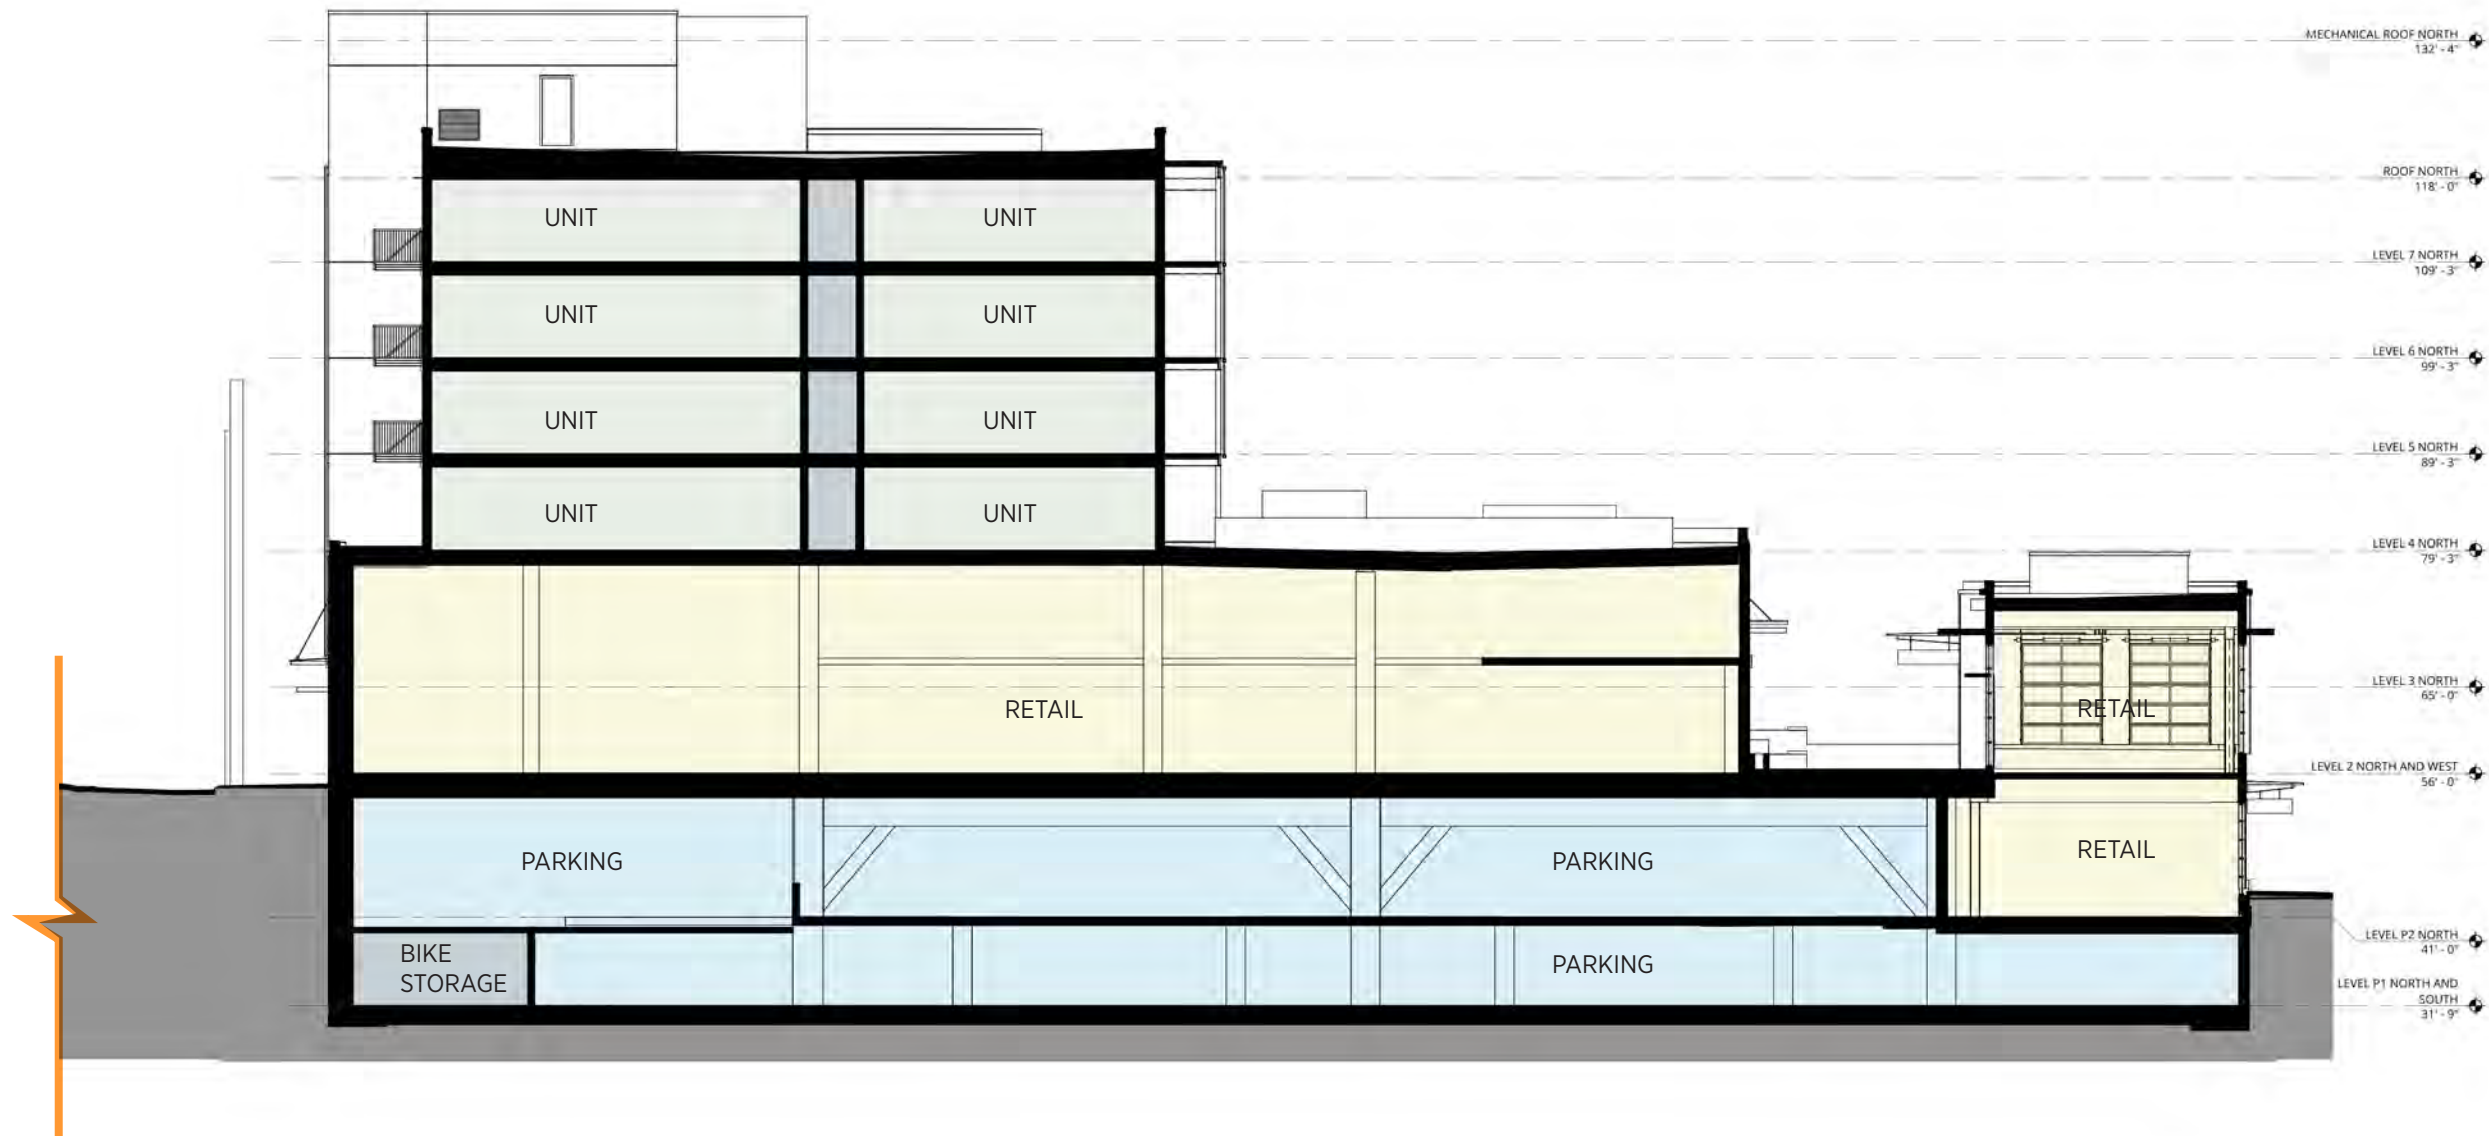 MECHANICAL ROOF NORTH
132' - 4"
ROOF NORTH
118' - 0"
UNIT UNIT
LEVEL 7 NORTH
109' - 3"
UNIT UNIT
LEVEL 6 NORTH
99' - 3"
UNIT UNIT
LEVEL 5 NORTH
89' - 3"
UNIT UNIT
LEVEL 4 NORTH
79' - 3"
LEVEL 3 NORTH
65' - 0"
RETAIL RETAIL
LEVEL 2 NORTH AND WEST
56' - 0"
PARKING PARKING RETAIL
LEVEL P2 NORTH
41' - 0"
BIKE
STORAGE
PARKING
LEVEL P1 NORTH AND
SOUTH
31' - 9"